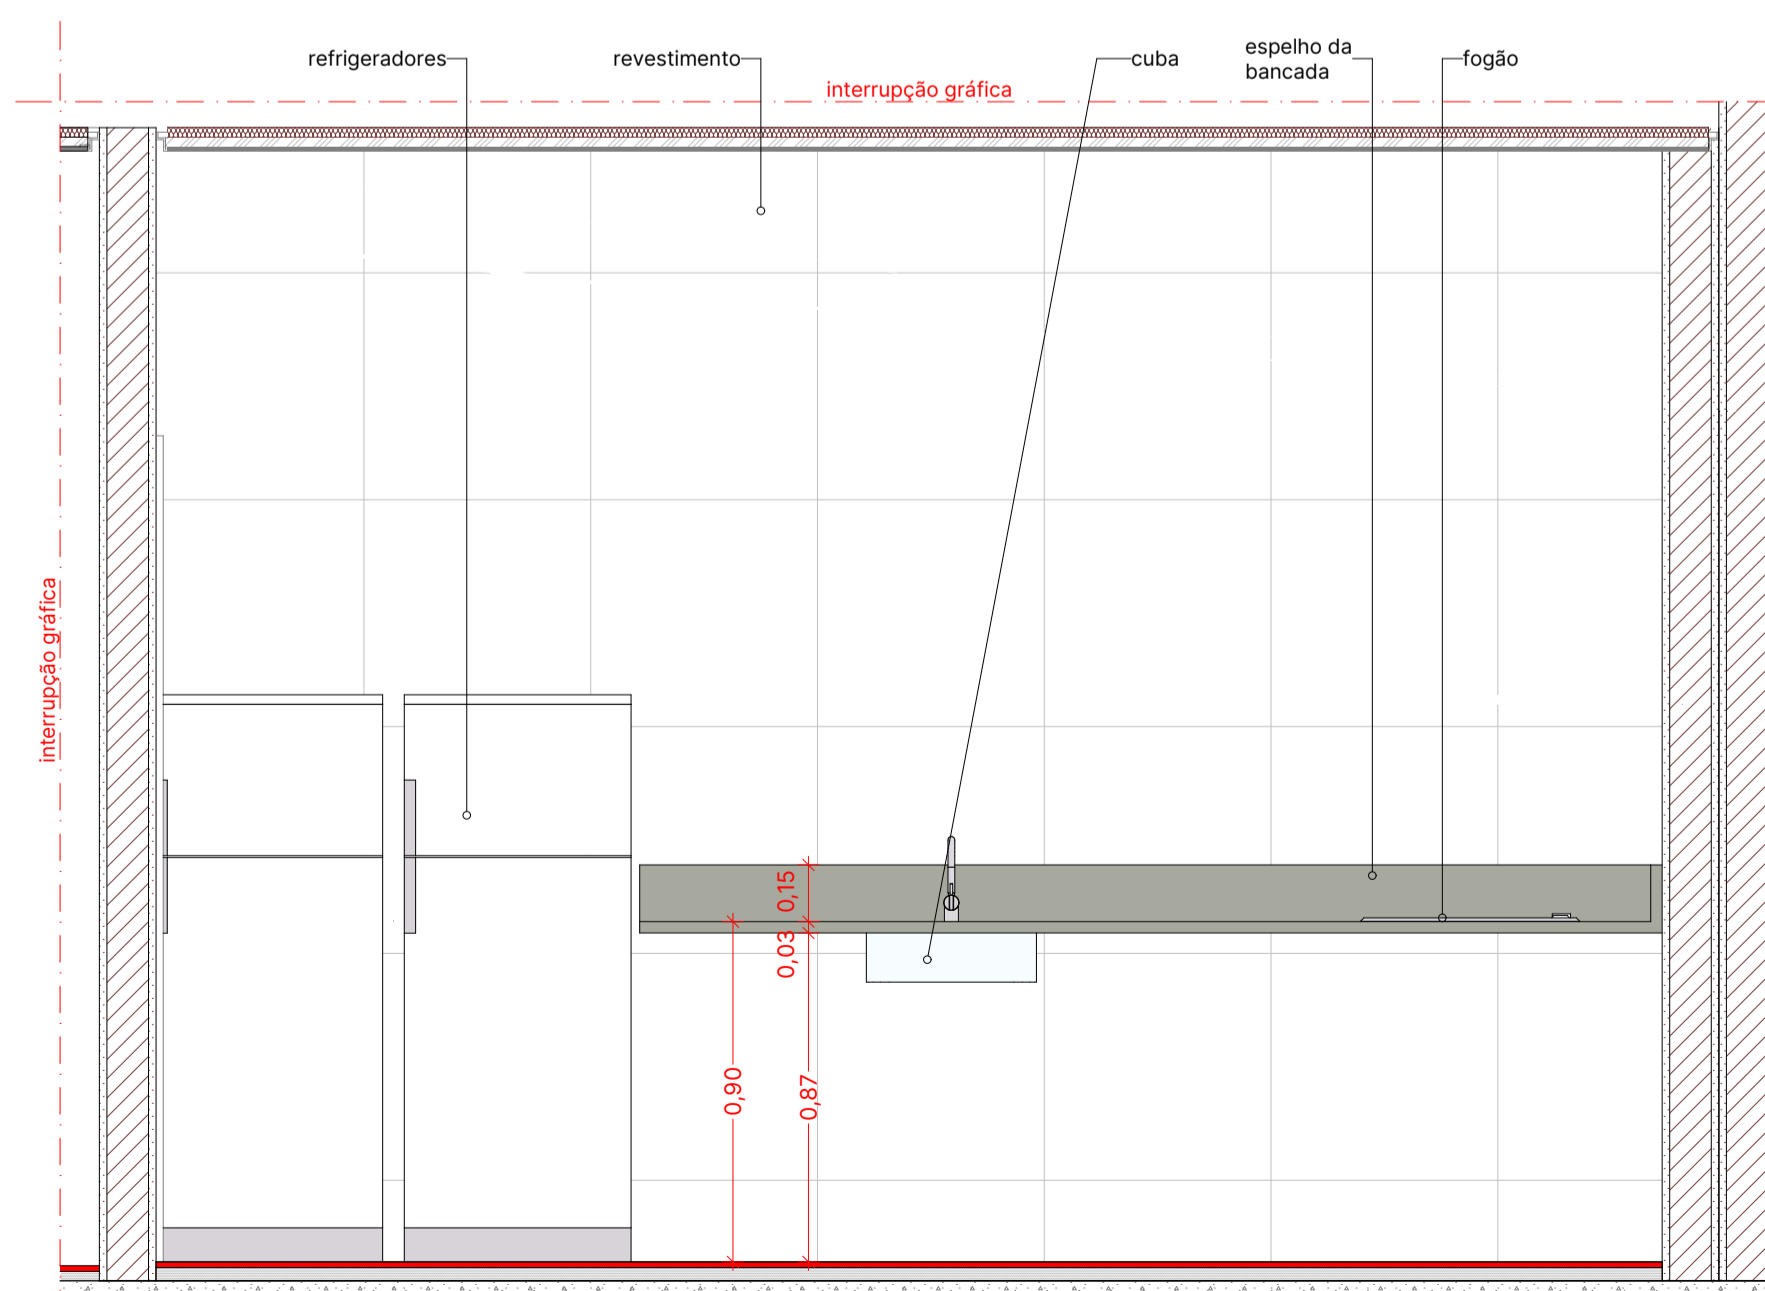 refrigeradores
revestimento
cuba
espelho da
bancada
fogão
interrupção gráfica
interrupção gráfica
0,15
0,03
0,90
0,87